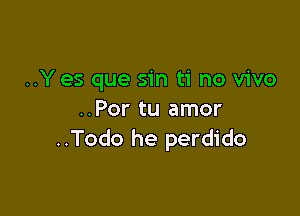 ..Y es que sin ti no vivo
..Por tu amor
..Todo he perdido